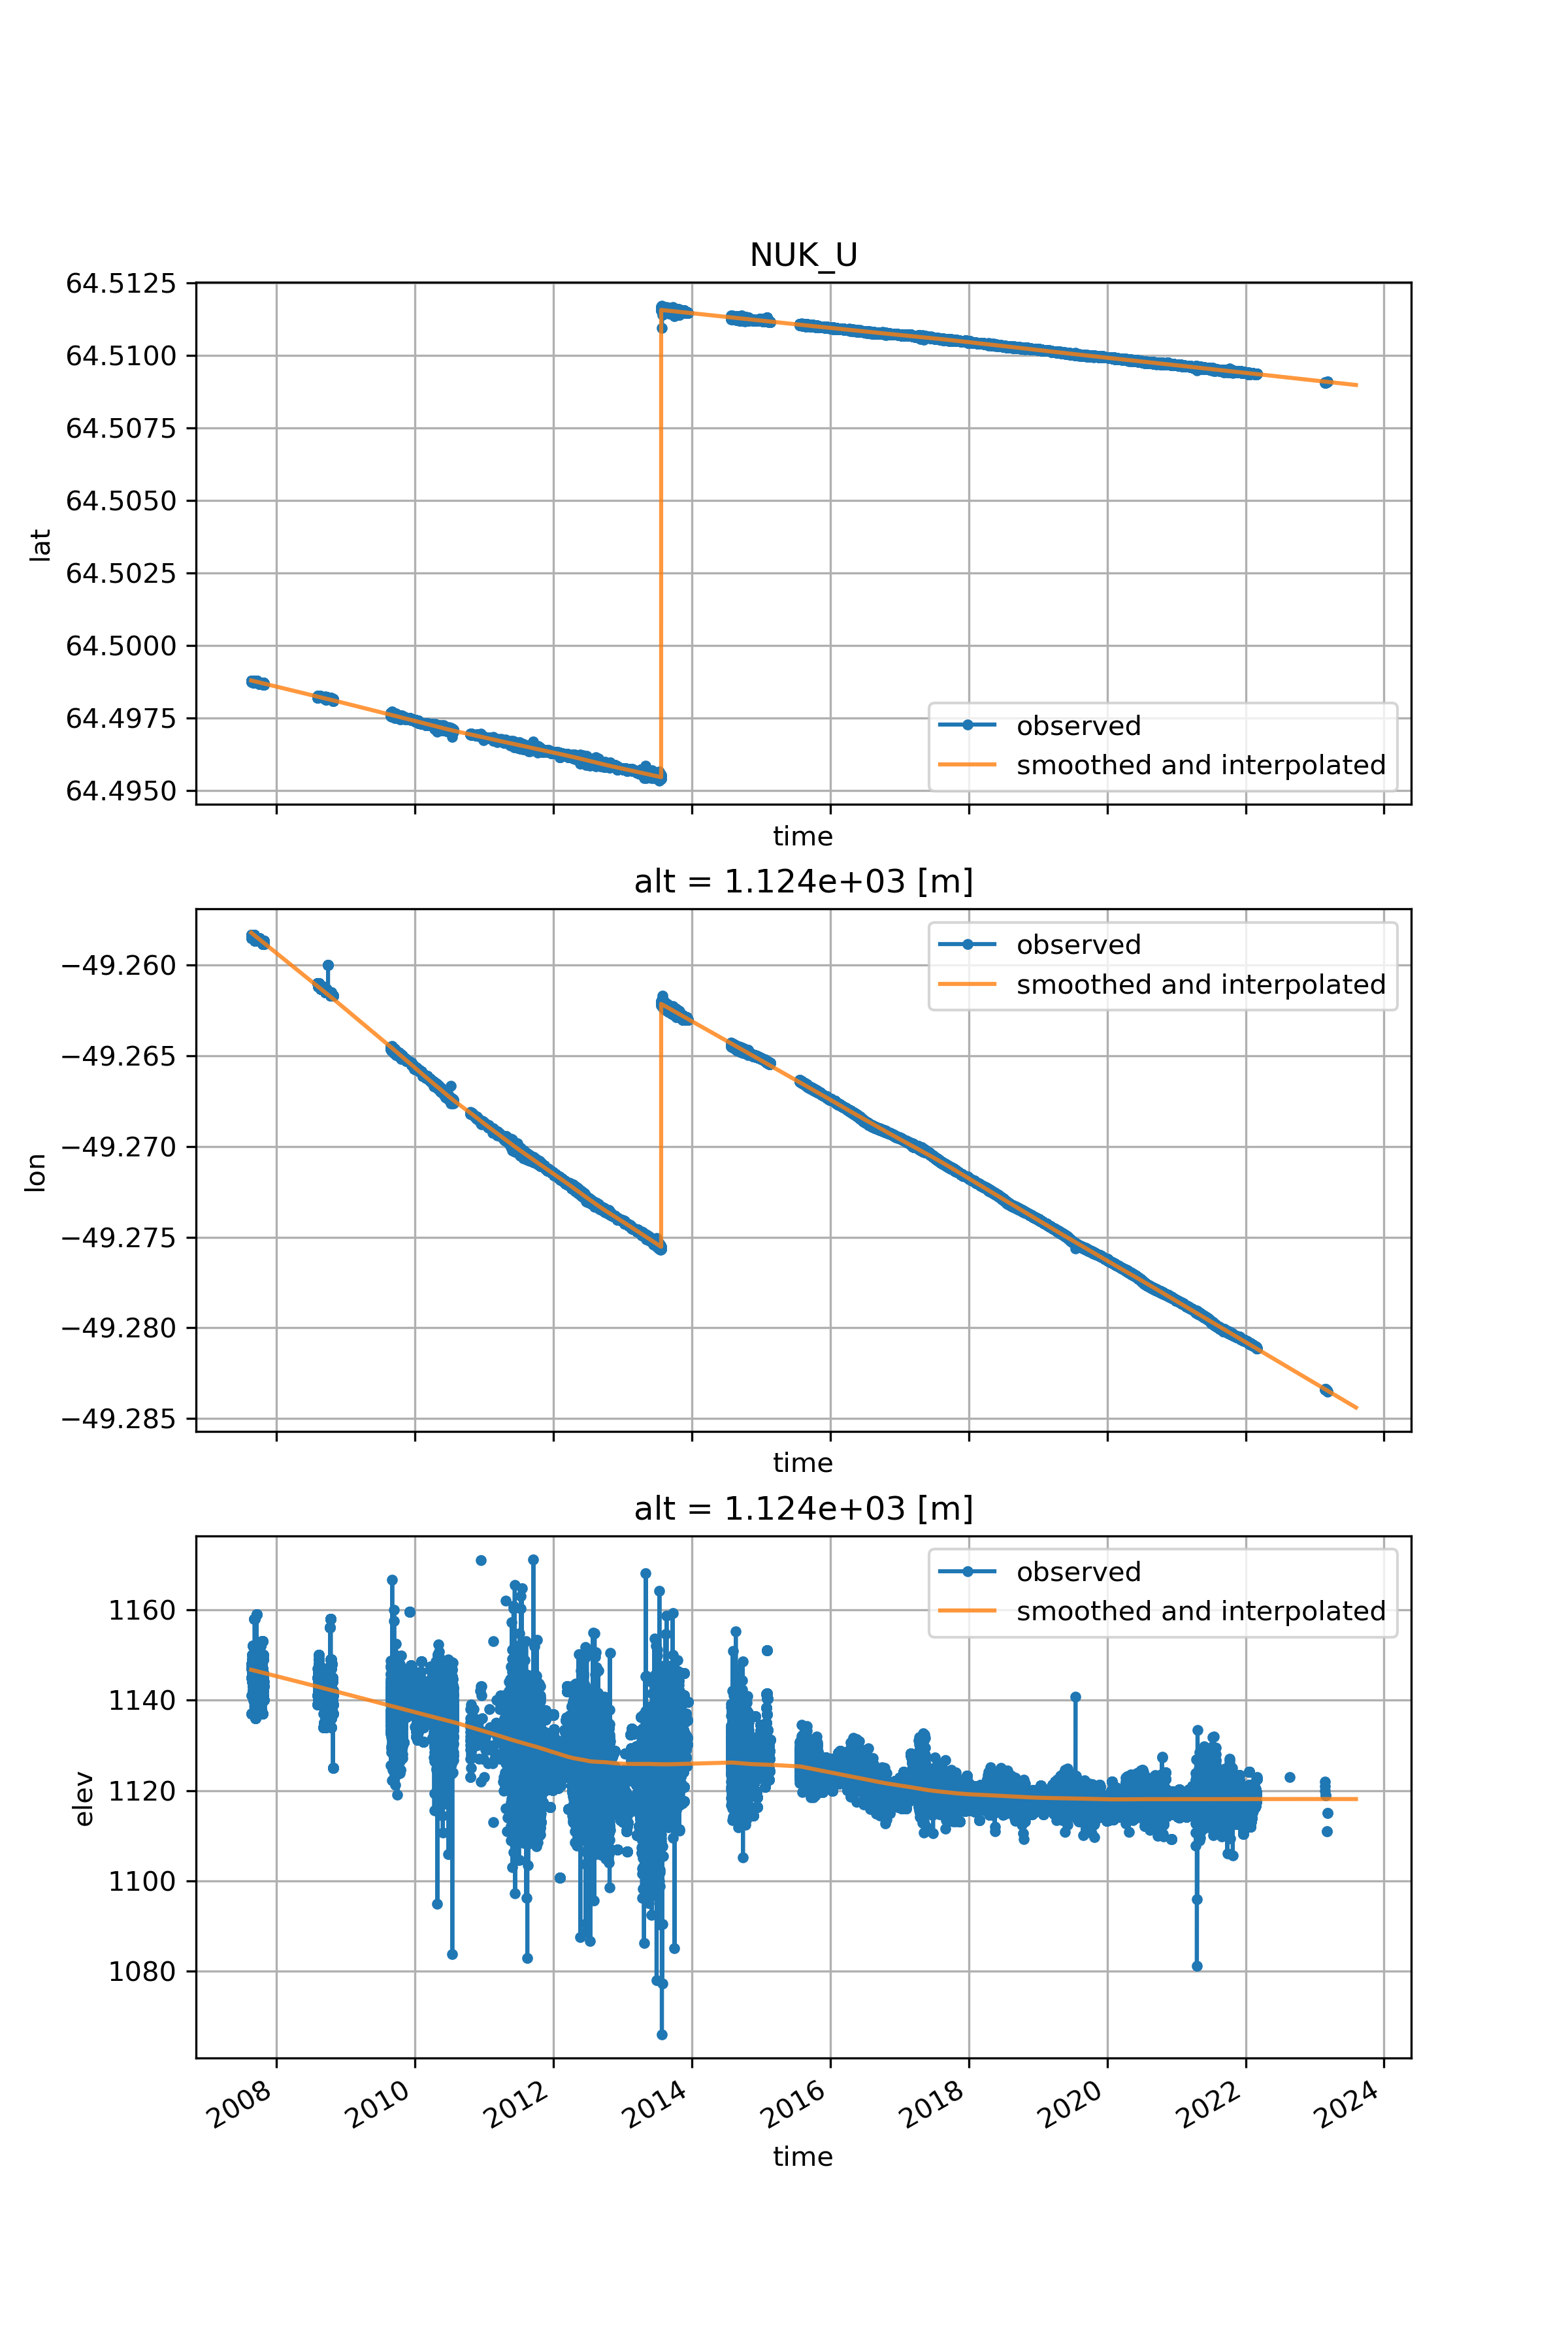 NUK_U
64.5125
64.5100
64.5075
64.5050
64.5025
64.5000
64.4975
64.4950
lat
observed
smoothed and interpolated
time
alt = 1.124e+03 [m]
−49.260
−49.265
−49.270
−49.275
−49.280
−49.285
lon
observed
smoothed and interpolated
time
alt = 1.124e+03 [m]
1160
1140
1120
1100
1080
elev
observed
smoothed and interpolated
2008 2010 2012 2014 2016 2018 2020 2022 2024
time